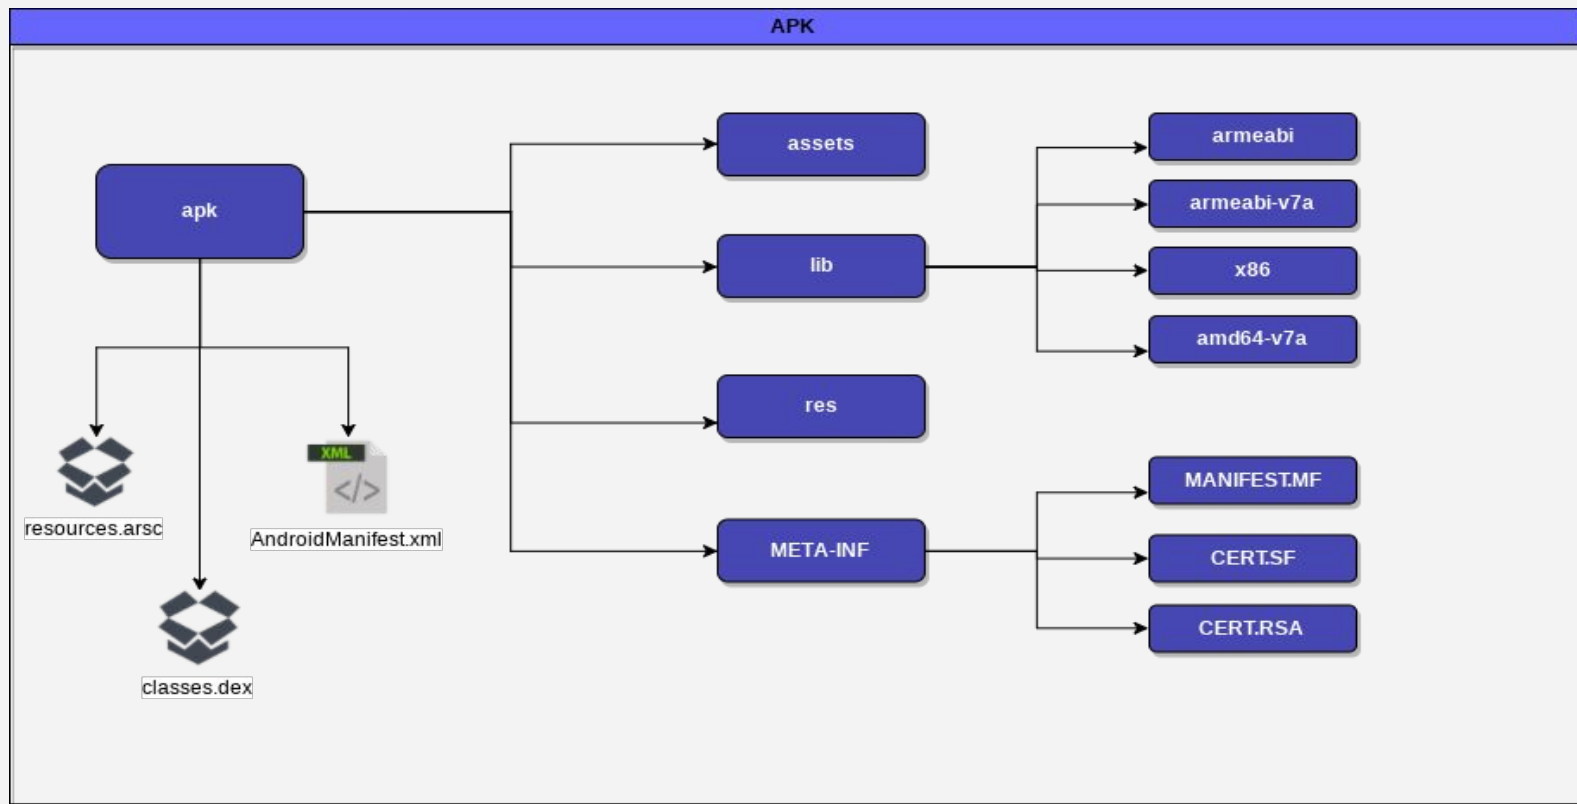 APK
apk
assets
lib
res
META-INF
armeabi
armeabi-v7a
x86
amd64-v7a
MANIFEST.MF
CERT.SF
CERT.RSA
XML
</>
resources.arsc
AndroidManifest.xml
classes.dex